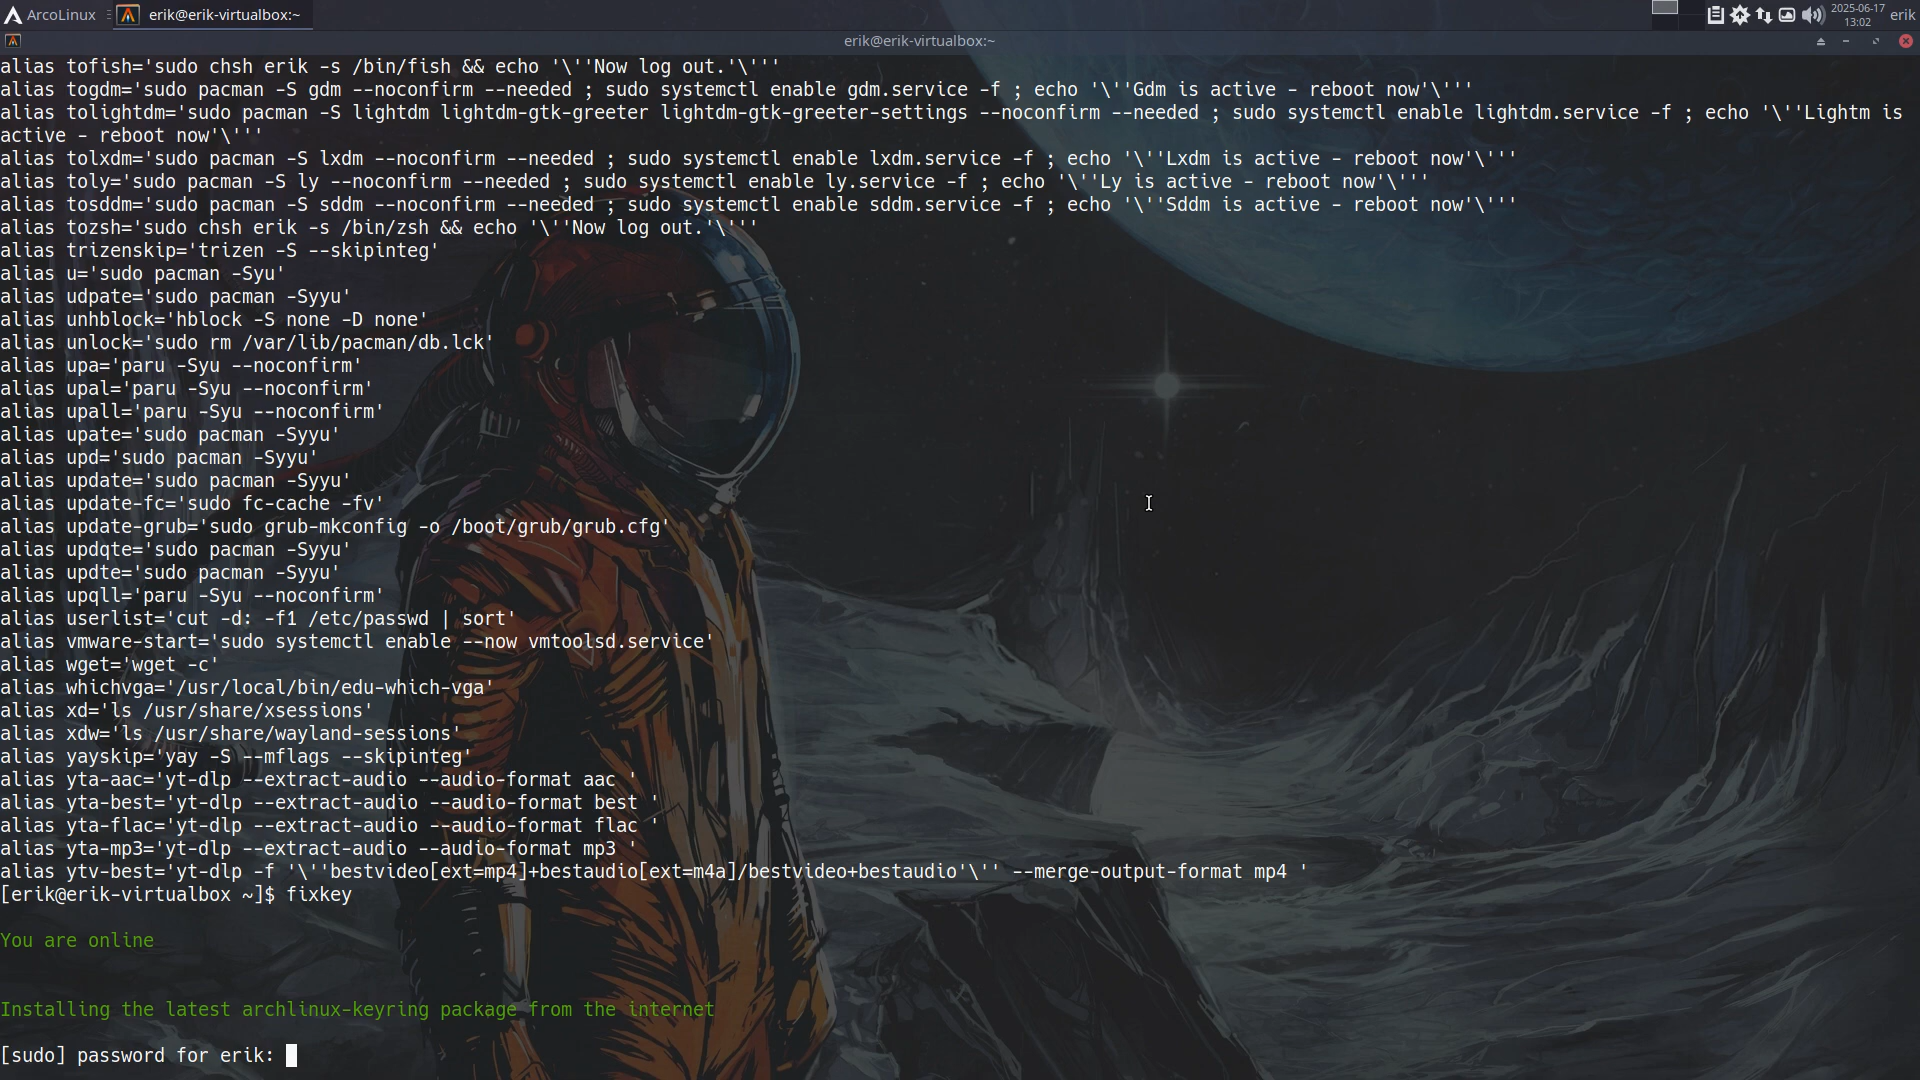 ArcoLinux
erik@erik-virtualbox:~
2025-06-17
13:02
erik
erik@erik-virtualbox:~
alias tofish='sudo chsh erik -s /bin/fish && echo '\''Now log out.'\'''
alias togdm='sudo pacman -S gdm --noconfirm --needed ; sudo systemctl enable gdm.service -f ; echo '\''Gdm is active - reboot now'\'''
alias tolightdm='sudo pacman -S lightdm lightdm-gtk-greeter lightdm-gtk-greeter-settings --noconfirm --needed ; sudo systemctl enable lightdm.service -f ; echo '\''Lightm is
active - reboot now'\'''
alias tolxdm='sudo pacman -S lxdm --noconfirm --needed ; sudo systemctl enable lxdm.service -f ; echo '\''Lxdm is active - reboot now'\'''
alias toly='sudo pacman -S ly --noconfirm --needed ; sudo systemctl enable ly.service -f ; echo '\''Ly is active - reboot now'\'''
alias tosddm='sudo pacman -S sddm --noconfirm --needed ; sudo systemctl enable sddm.service -f ; echo '\''Sddm is active - reboot now'\'''
alias tozsh='sudo chsh erik -s /bin/zsh && echo '\''Now log out.'\'''
alias trizenskip='trizen -S --skipinteg'
alias u='sudo pacman -Syu'
alias udpate='sudo pacman -Syyu'
alias unhblock='hblock -S none -D none'
alias unlock='sudo rm /var/lib/pacman/db.lck'
alias upa='paru -Syu --noconfirm'
alias upal='paru -Syu --noconfirm'
alias upall='paru -Syu --noconfirm'
alias upate='sudo pacman -Syyu'
alias upd='sudo pacman -Syyu'
alias update='sudo pacman -Syyu'
alias update-fc='sudo fc-cache -fv'
alias update-grub='sudo grub-mkconfig -o /boot/grub/grub.cfg'
alias updqte='sudo pacman -Syyu'
alias updte='sudo pacman -Syyu'
alias upqll='paru -Syu --noconfirm'
alias userlist='cut -d: -f1 /etc/passwd | sort'
alias vmware-start='sudo systemctl enable --now vmtoolsd.service'
alias wget='wget -c'
alias whichvga='/usr/local/bin/edu-which-vga'
alias xd='ls /usr/share/xsessions'
alias xdw='ls /usr/share/wayland-sessions'
alias yayskip='yay -S --mflags --skipinteg'
alias yta-aac='yt-dlp --extract-audio --audio-format aac '
alias yta-best='yt-dlp --extract-audio --audio-format best '
alias yta-flac='yt-dlp --extract-audio --audio-format flac '
alias yta-mp3='yt-dlp --extract-audio --audio-format mp3 '
alias ytv-best='yt-dlp -f '\''bestvideo[ext=mp4]+bestaudio[ext=m4a]/bestvideo+bestaudio'\'' --merge-output-format mp4 '
[erik@erik-virtualbox ~]$ fixkey
You are online
Installing the latest archlinux-keyring package from the internet
[sudo] password for erik: